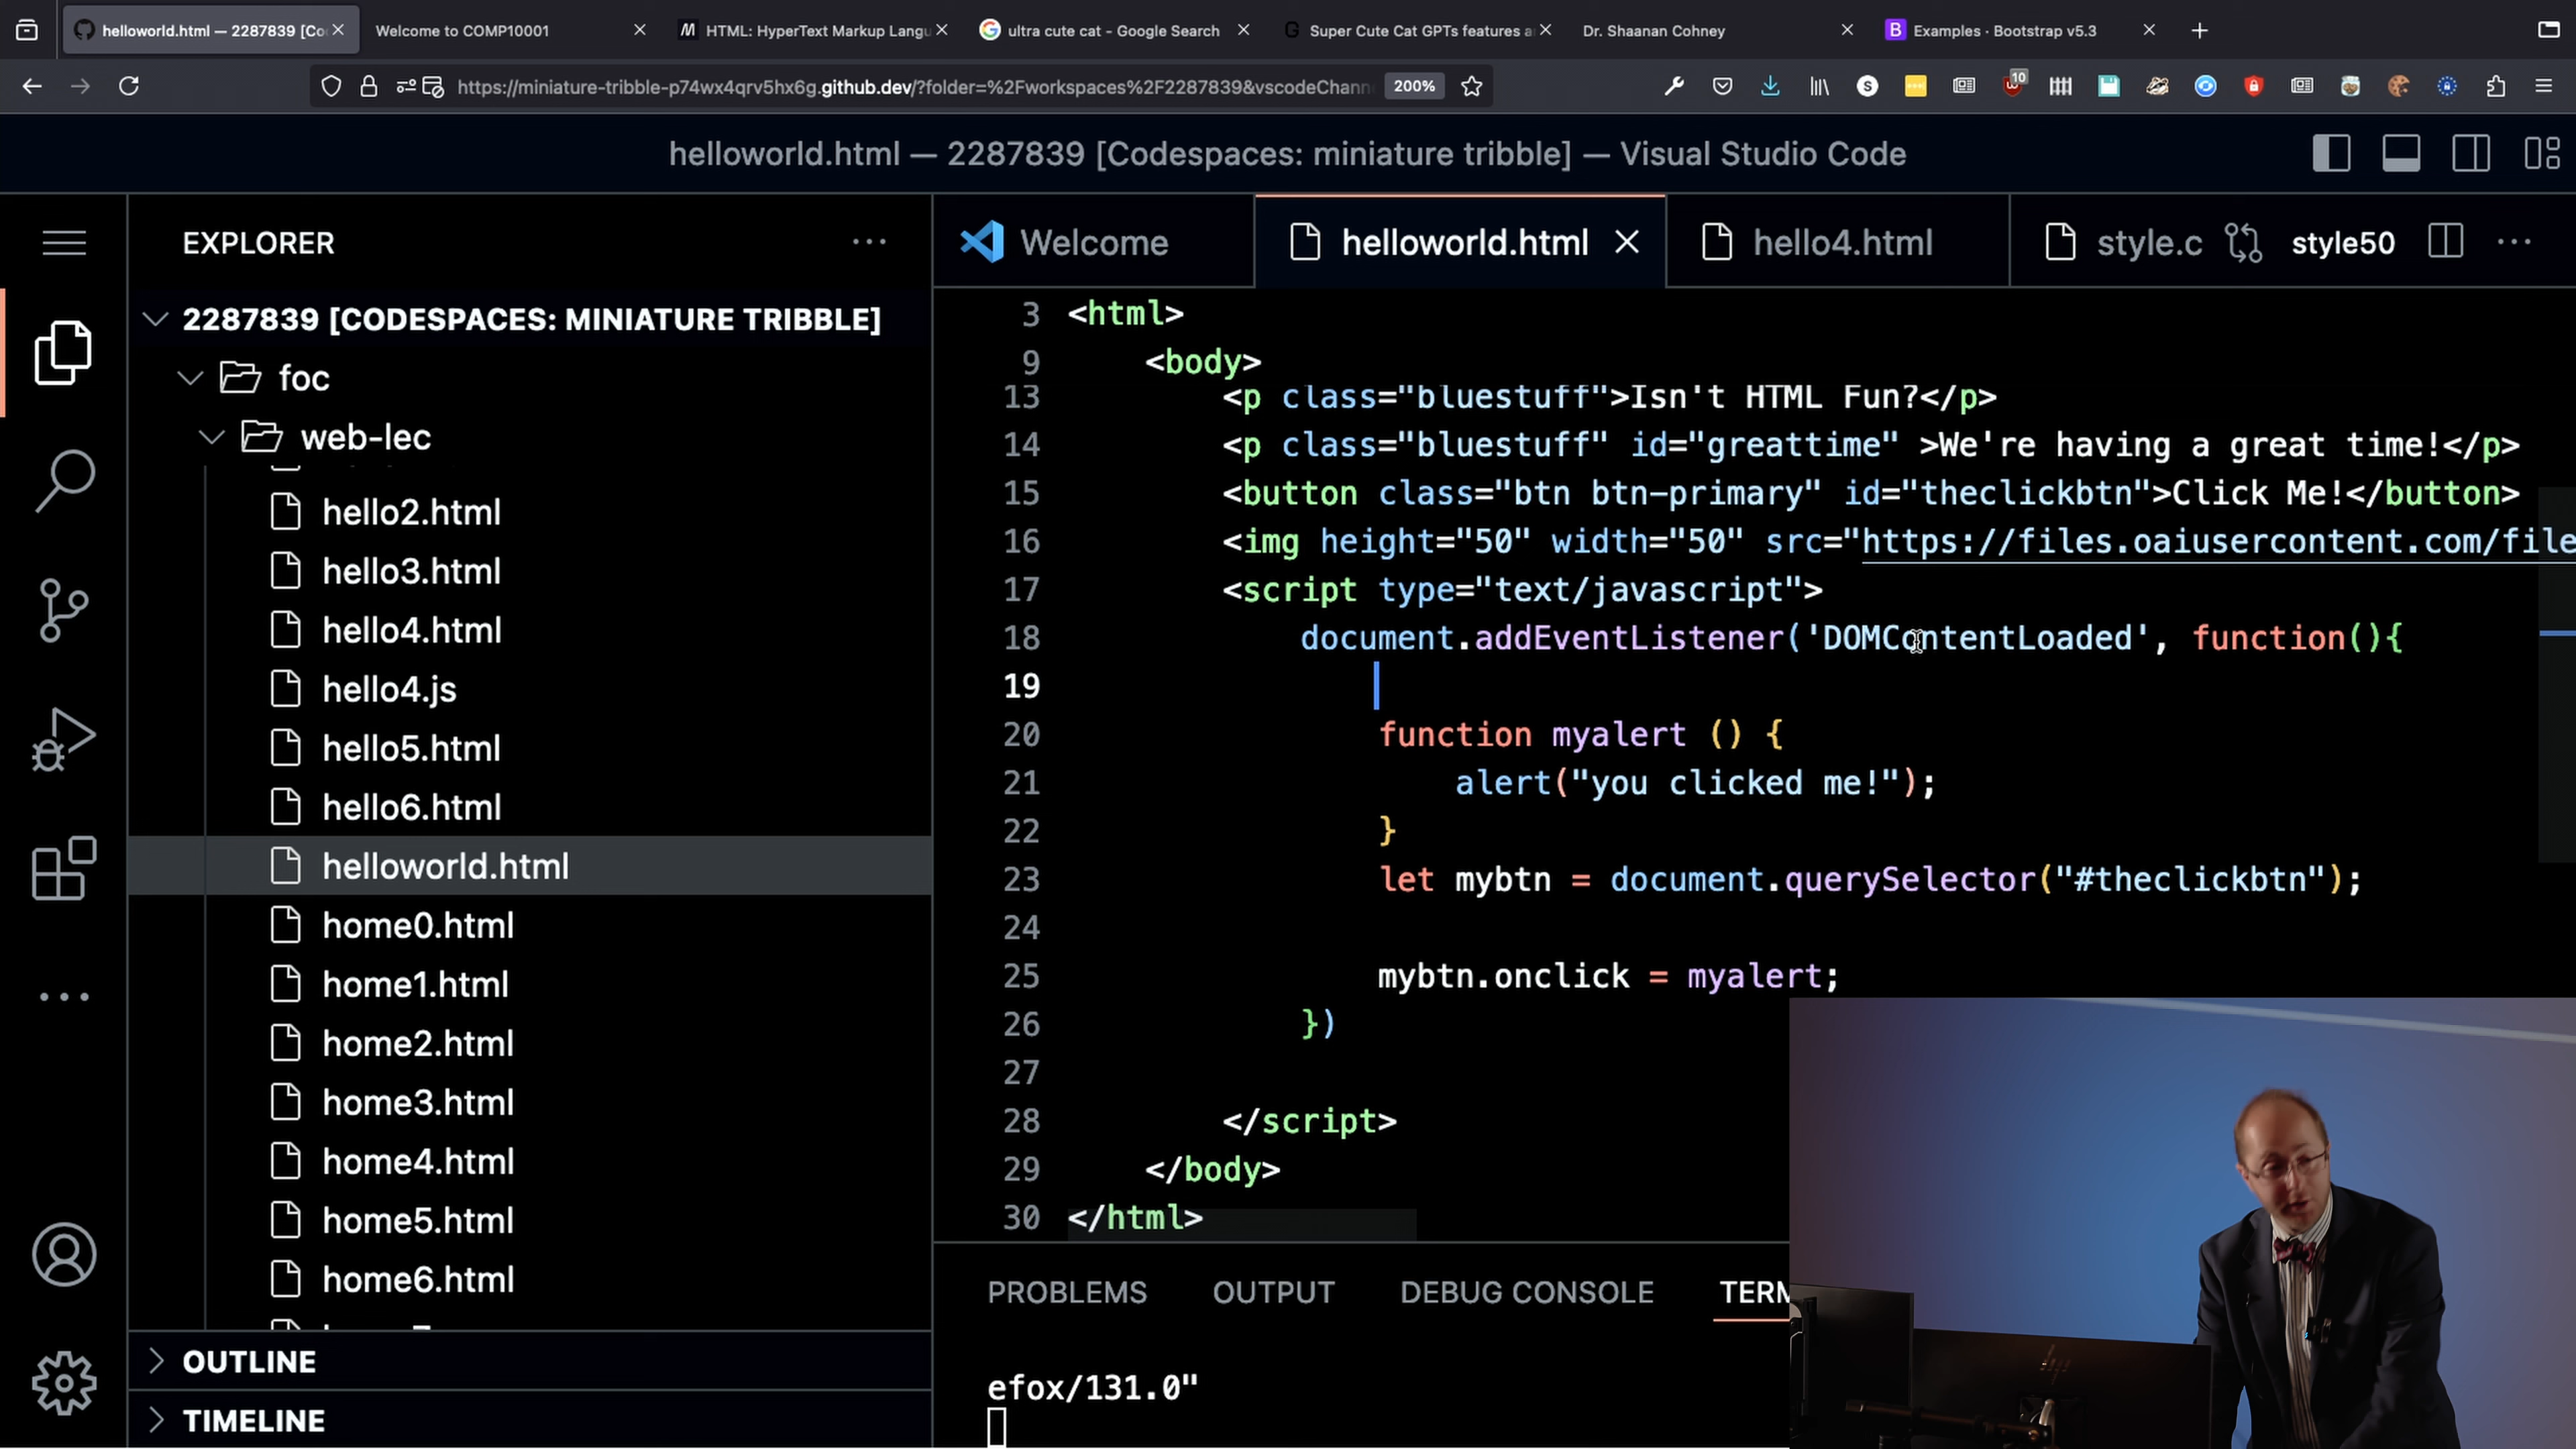 helloworld.html — 2287839 [Co
Welcome to COMP10001
HTML: HyperText Markup Langu
ultra cute cat - Google Search
Super Cute Cat GPTs features a
Dr. Shaanan Cohney
Examples · Bootstrap v5.3
https://miniature-tribble-p74wx4qrv5hx6g.github.dev/?folder=%2Fworkspaces%2F2287839&vscodeChann
200%
10
helloworld.html — 2287839 [Codespaces: miniature tribble] — Visual Studio Code
EXPLORER
2287839 [CODESPACES: MINIATURE TRIBBLE]
foc
web-lec
hello2.html
hello3.html
hello4.html
hello4.js
hello5.html
hello6.html
helloworld.html
home0.html
home1.html
home2.html
home3.html
home4.html
home5.html
home6.html
OUTLINE
TIMELINE
Welcome
helloworld.html
hello4.html
style.c
style50
3 <html>
9 <body>
13 <p class="bluestuff">Isn't HTML Fun?</p>
14 <p class="bluestuff" id="greattime" >We're having a great time!</p>
15 <button class="btn btn-primary" id="theclickbtn">Click Me!</button>
16 <img height="50" width="50" src="https://files.oaiusercontent.com/file
17 <script type="text/javascript">
18 document.addEventListener('DOMContentLoaded', function(){
19
20 function myalert () {
21 alert("you clicked me!");
22 }
23 let mybtn = document.querySelector("#theclickbtn");
24
25 mybtn.onclick = myalert;
26 })
27
28 </script>
29 </body>
30 </html>
PROBLEMS
OUTPUT
DEBUG CONSOLE
TERM
efox/131.0"